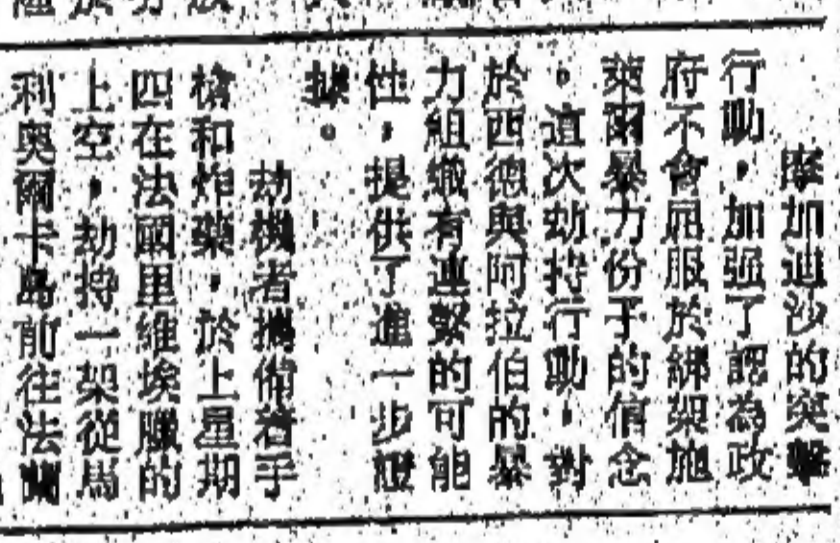 摩加迪沙的突擊
行動，加强了認為政
府不會屈服於綁架施
萊爾暴力份子的信念
。這次劫持行動，對
於西德與阿拉伯的暴
力組織有連繫的可能
性，提供了進一步證
據。
劫機者攜備着手
槍和炸藥，於上星期
四在法國里維埃臘的
上空，劫持一架從馬
利奧爾卡島前往法蘭